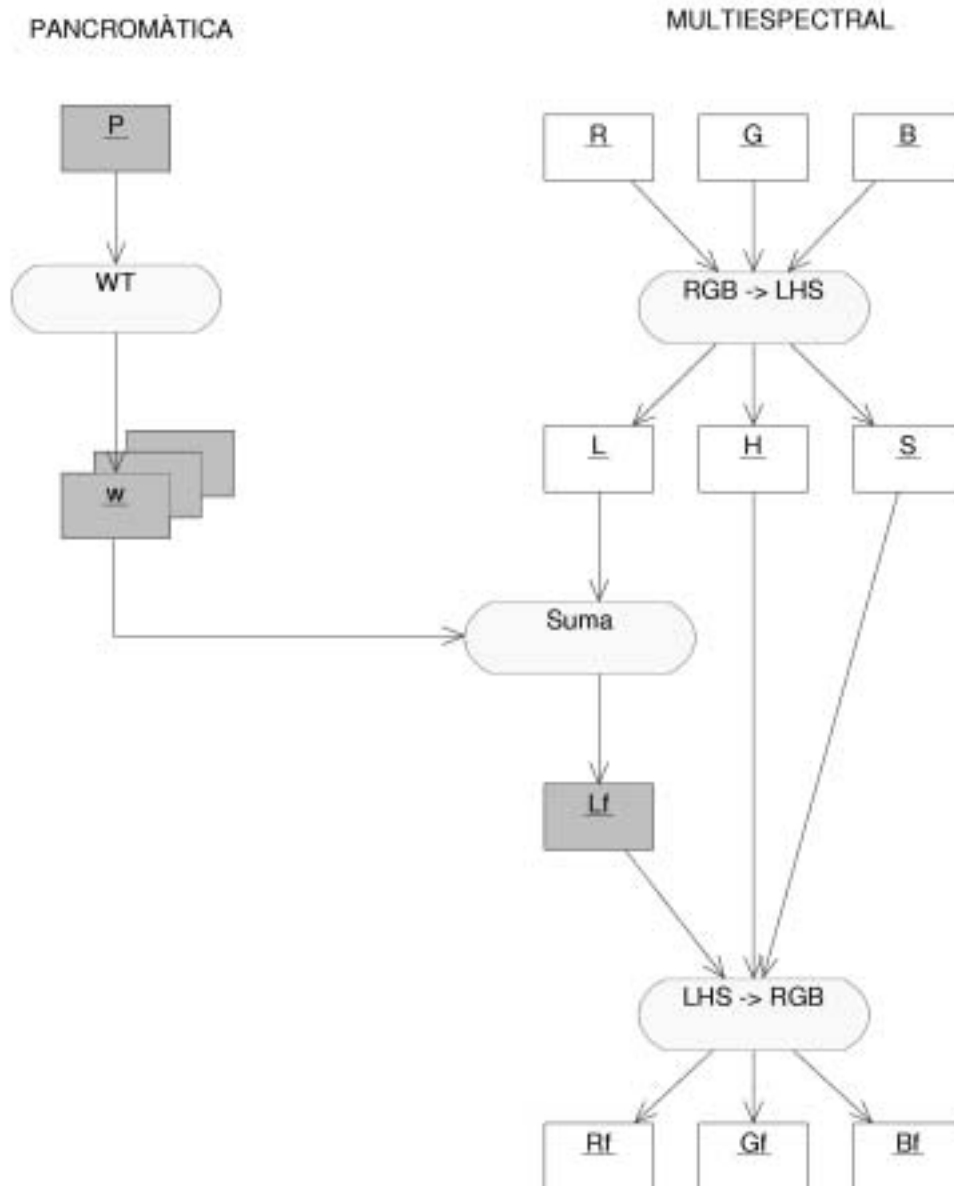 PANCROMÀTICA
MULTIESPECTRAL
P
R G B
WT
RGB -> LHS
L H S
w
Suma
Lf
LHS -> RGB
Rf Gf Bf